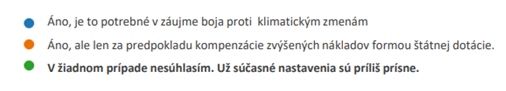 Áno, je to potrebné v záujme boja proti klimatickým zmenám
Áno, ale len za predpokladu kompenzácie zvýšených nákladov formou štátnej dotácie.
V žiadnom prípade nesúhlasím. Už súčasné nastavenia sú príliš prísne.